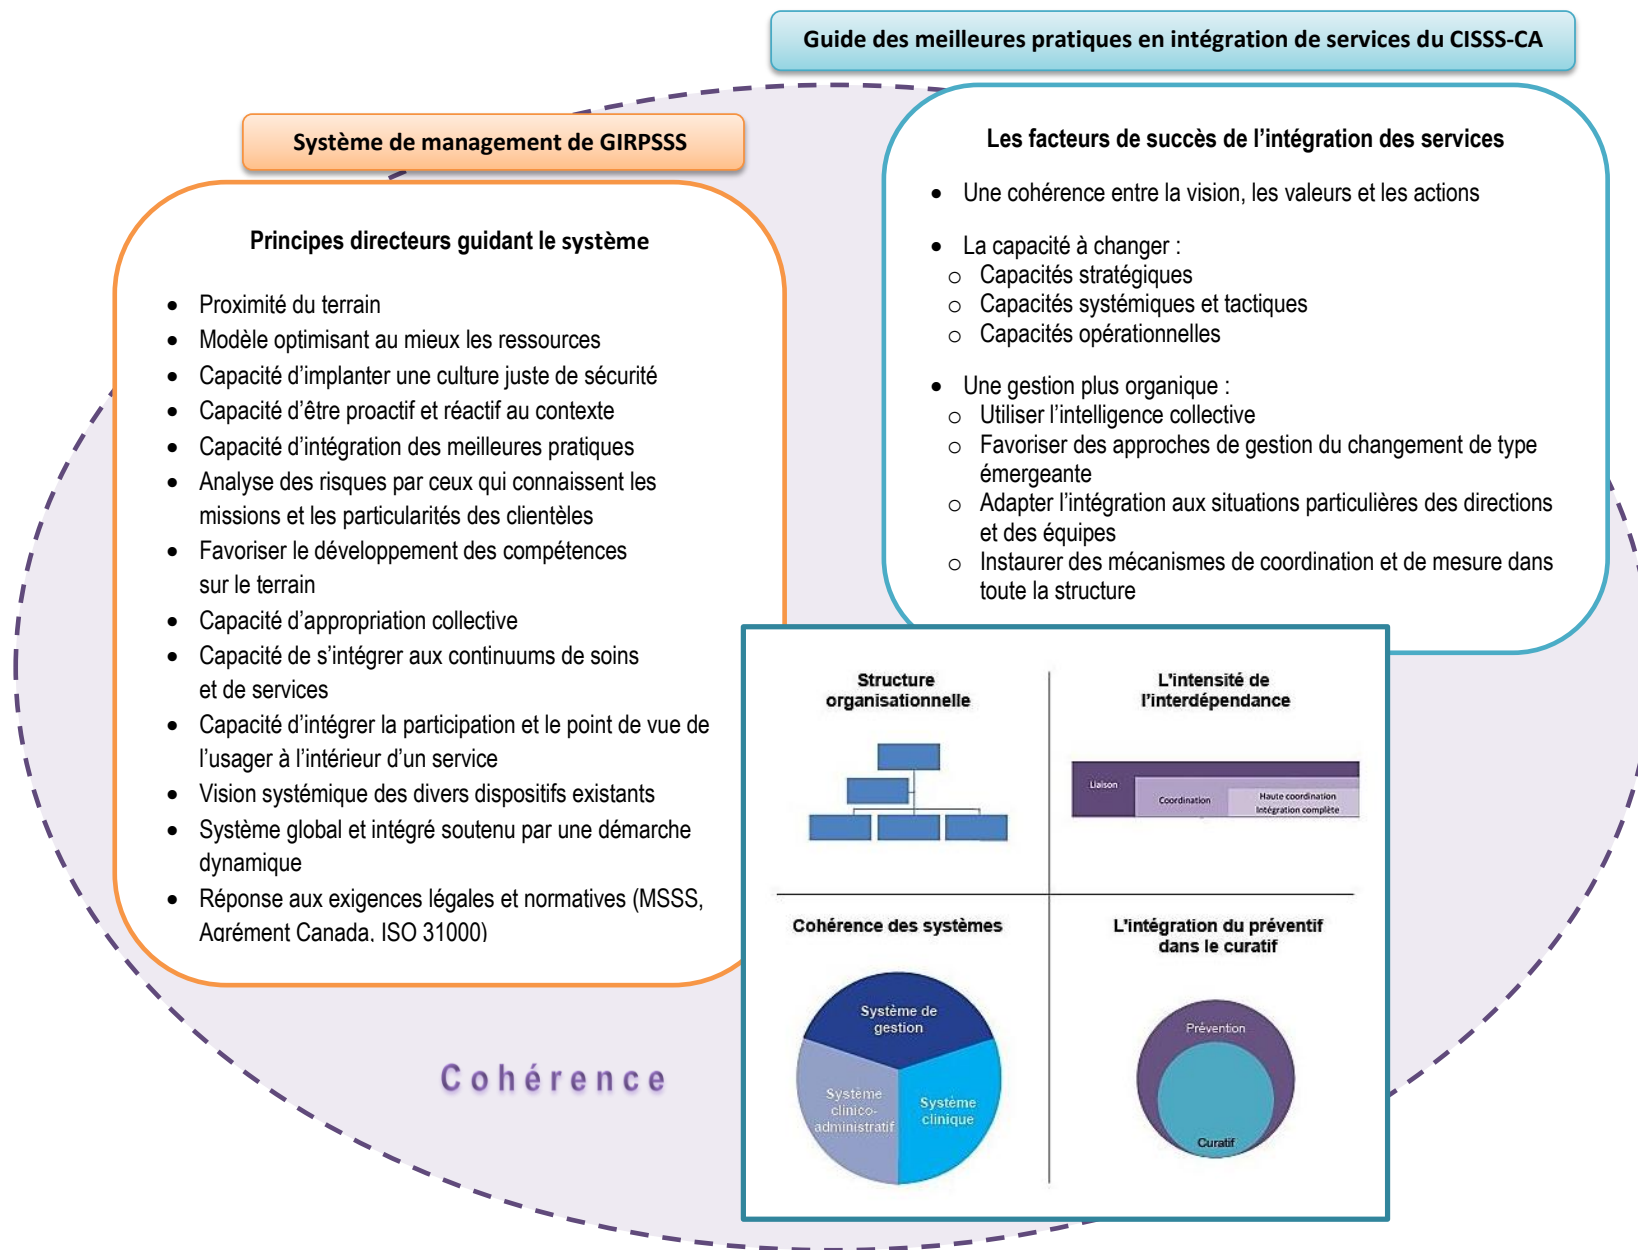 Guide des meilleures pratiques en intégration de services du CISSS-CA
Système de management de GIRPSSS
Principes directeurs guidant le système
• Proximité du terrain
• Modèle optimisant au mieux les ressources
• Capacité d'implanter une culture juste de sécurité
• Capacité d'être proactif et réactif au contexte
• Capacité d'intégration des meilleures pratiques
• Analyse des risques par ceux qui connaissent les
missions et les particularités des clientèles
• Favoriser le développement des compétences
sur le terrain
• Capacité d'appropriation collective
• Capacité de s'intégrer aux continuums de soins
et de services
• Capacité d'intégrer la participation et le point de vue de
l'usager à l'intérieur d'un service
• Vision systémique des divers dispositifs existants
• Système global et intégré soutenu par une démarche
dynamique
• Réponse aux exigences légales et normatives (MSSS,
Agrément Canada, ISO 31000)
Les facteurs de succès de l'intégration des services
• Une cohérence entre la vision, les valeurs et les actions
• La capacité à changer :
o Capacités stratégiques
o Capacités systémiques et tactiques
o Capacités opérationnelles
• Une gestion plus organique :
o Utiliser l'intelligence collective
o Favoriser des approches de gestion du changement de type
émergeante
o Adapter l'intégration aux situations particulières des directions
et des équipes
o Instaurer des mécanismes de coordination et de mesure dans
toute la structure
Structure
organisationnelle
L'intensité de
l'interdépendance
Liaison
Coordination
Haute coordination
Intégration complète
Cohérence des systèmes
Système de
gestion
Système
clinico-
administratif
Système
clinique
L'intégration du préventif
dans le curatif
Prévention
Curatif
Cohérence